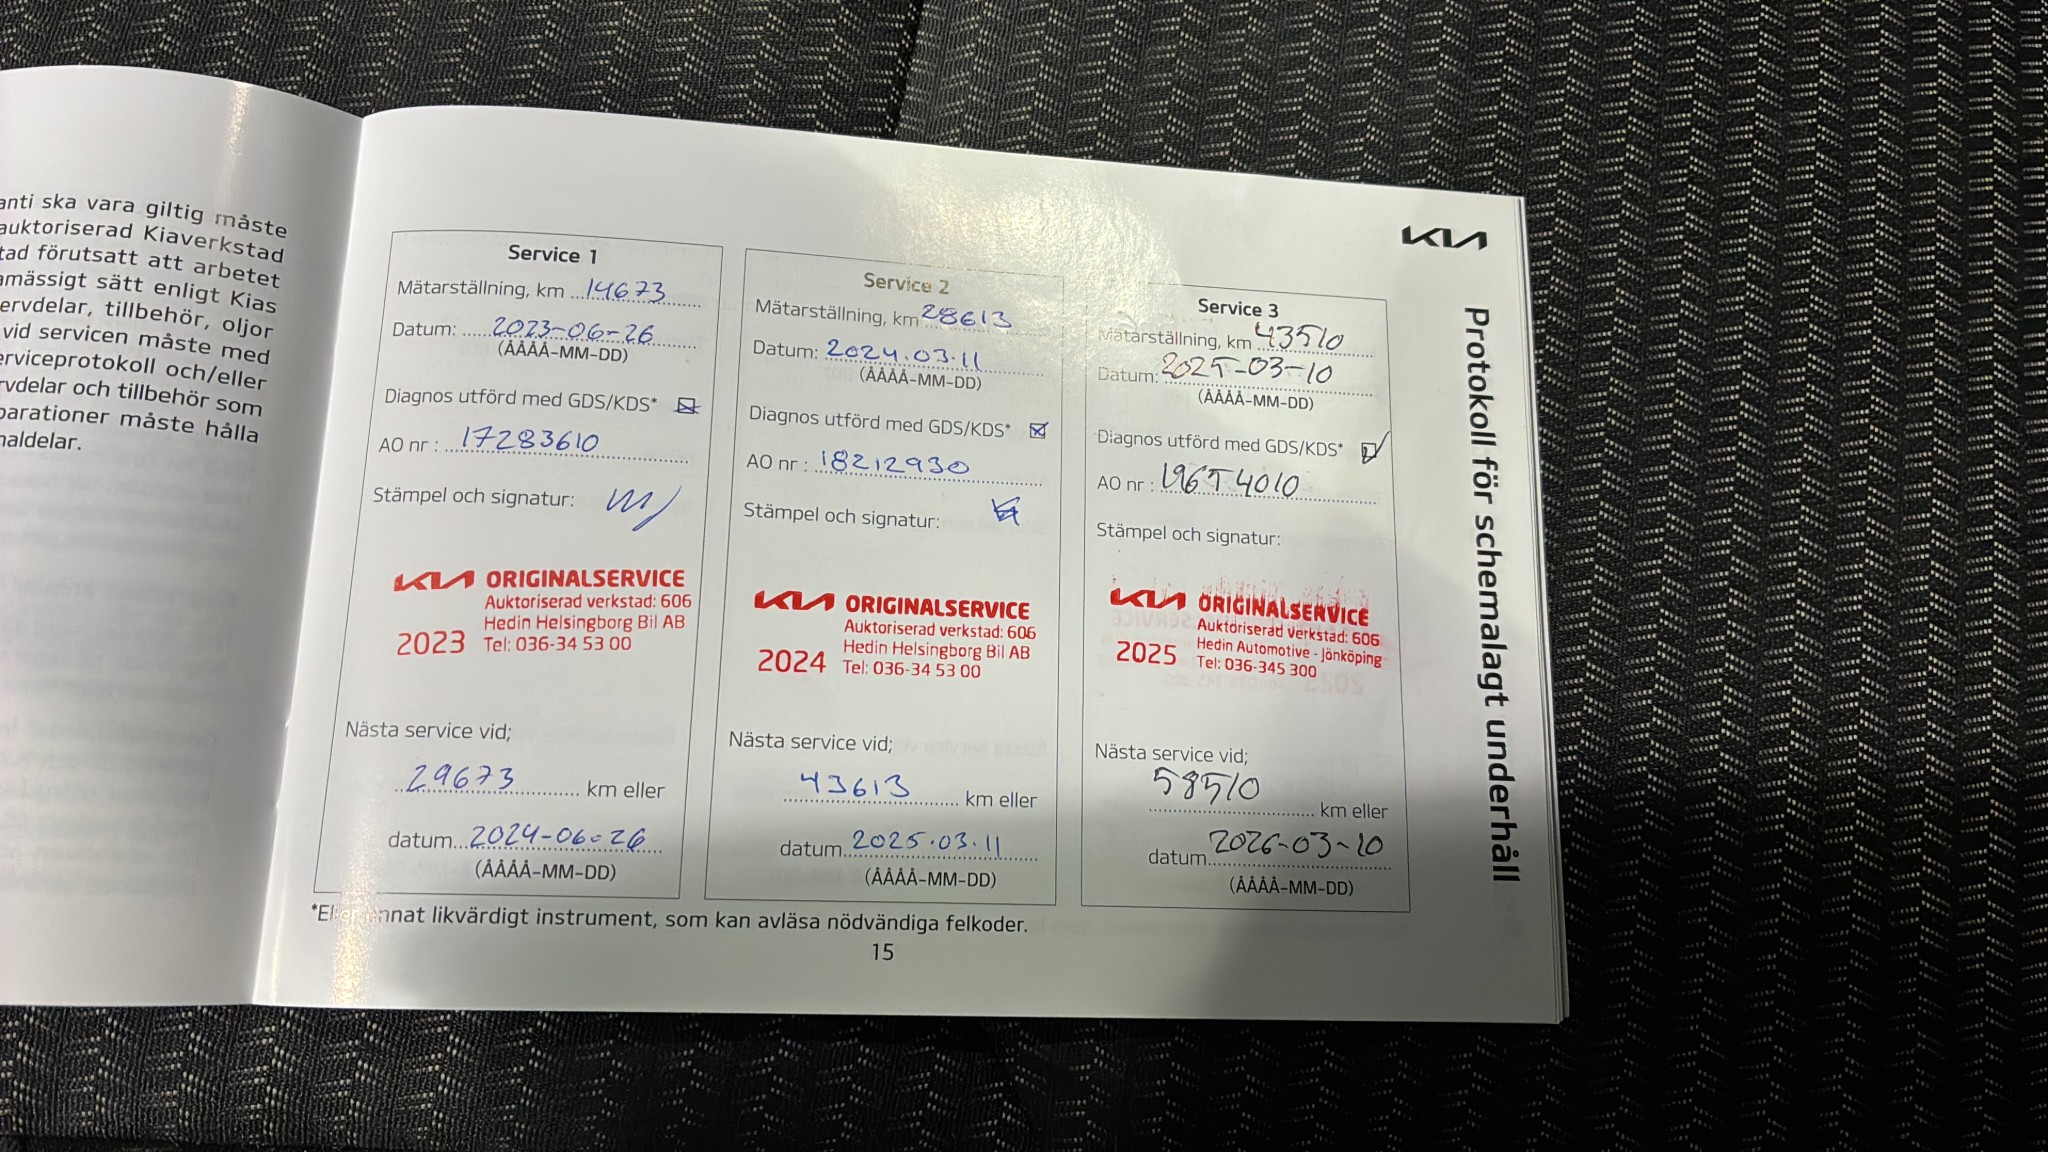 anti ska vara giltig måste
auktoriserad Kiaverkstad
tad förutsatt att arbetet
mässigt sätt enligt Kias
ervdelar, tillbehör, oljor
vid servicen måste med
erviceprotokoll och/eller
rvdelar och tillbehör som
parationer måste hålla
naldelar.
KIA
Protokoll för schemalagt underhåll
Service 1
Mätarställning, km 14673
Datum: 2023-06-26
(ÅÅÅÅ-MM-DD)
Diagnos utförd med GDS/KDS*
AO nr : 17283610
Stämpel och signatur:
KIA ORIGINALSERVICE
Auktoriserad verkstad: 606
Hedin Helsingborg Bil AB
2023 Tel: 036-34 53 00
Nästa service vid;
29673 km eller
datum 2024-06-26
(ÅÅÅÅ-MM-DD)
Service 2
Mätarställning, km 28613
Datum: 2024.03.11
(ÅÅÅÅ-MM-DD)
Diagnos utförd med GDS/KDS*
AO nr : 18212930
Stämpel och signatur:
KIA ORIGINALSERVICE
Auktoriserad verkstad: 606
Hedin Helsingborg Bil AB
2024 Tel: 036-34 53 00
Nästa service vid;
43613 km eller
datum 2025.03.11
(ÅÅÅÅ-MM-DD)
Service 3
Mätarställning, km 43510
Datum: 2025-03-10
(ÅÅÅÅ-MM-DD)
Diagnos utförd med GDS/KDS*
AO nr : 19654010
Stämpel och signatur:
KIA ORIGINALSERVICE
Auktoriserad verkstad: 606
Hedin Automotive - Jönköping
2025 Tel: 036-345 300
Nästa service vid;
58510 km eller
datum 2026-03-10
(ÅÅÅÅ-MM-DD)
*Eller annat likvärdigt instrument, som kan avläsa nödvändiga felkoder.
15